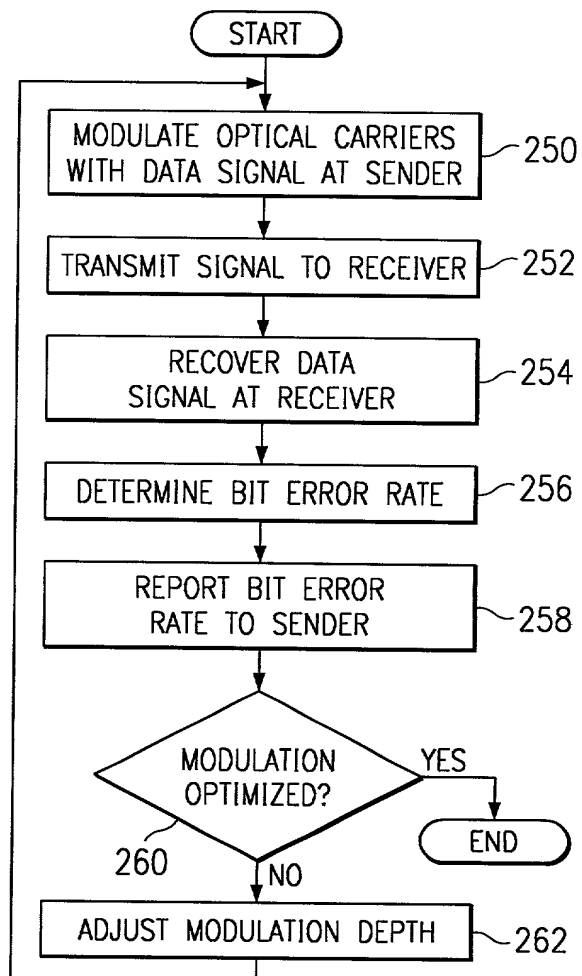 START
MODULATE OPTICAL CARRIERS
WITH DATA SIGNAL AT SENDER
250
TRANSMIT SIGNAL TO RECEIVER
252
RECOVER DATA
SIGNAL AT RECEIVER
254
DETERMINE BIT ERROR RATE
256
REPORT BIT ERROR
RATE TO SENDER
258
MODULATION
OPTIMIZED?
YES
260
END
NO
ADJUST MODULATION DEPTH
262